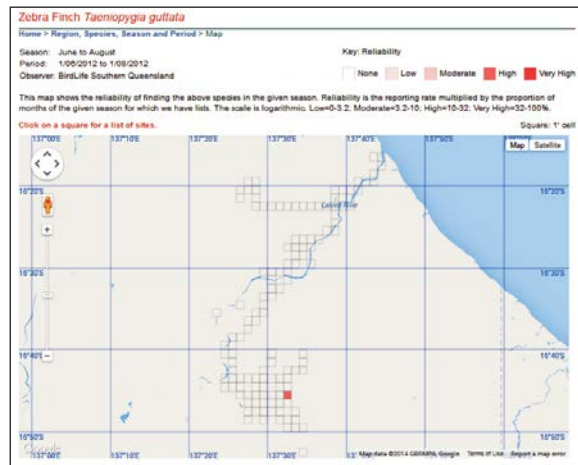 Zebra Finch Taeniopygia guttata
Home > Region, Species, Season and Period > Map
Season: June to August
Period: 1/06/2012 to 1/08/2012
Observer: BirdLife Southern Queensland
Key: Reliability
None Low Moderate High Very High
This map shows the reliability of finding the above species in the given season. Reliability is the reporting rate multiplied by the proportion of
months of the given season for which we have lists. The scale is logarithmic. Low=0-3.2; Moderate=3.2-10; High=10-32; Very High=32-100%.
Click on a square for a list of sites.
Square: 1' cell
137°00'E 137°10'E 137°20'E 137°30'E 137°40'E 137°50'E
Map Satellite
16°20'S 16°20'S
Calvert River
16°30'S 16°30'S
16°40'S 16°40'S
16°50'S 16°50'S
Google
137°00'E 137°10'E 137°20'E 137°30'E
Map data ©2014 GBRMPA, Google Terms of Use Report a map error